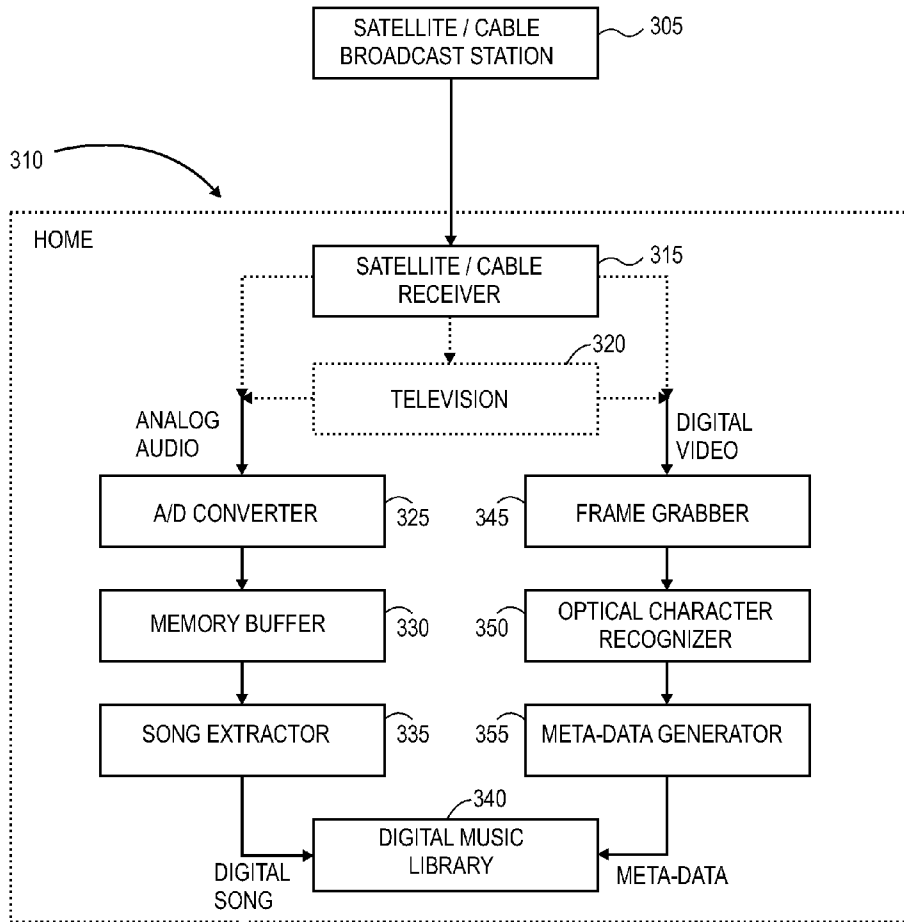 SATELLITE / CABLE
BROADCAST STATION
305
310
HOME
SATELLITE / CABLE
RECEIVER
315
320
TELEVISION
ANALOG
AUDIO
DIGITAL
VIDEO
A/D CONVERTER
325
345
FRAME GRABBER
MEMORY BUFFER
330
350
OPTICAL CHARACTER
RECOGNIZER
SONG EXTRACTOR
335
355
META-DATA GENERATOR
340
DIGITAL MUSIC
LIBRARY
DIGITAL
SONG
META-DATA